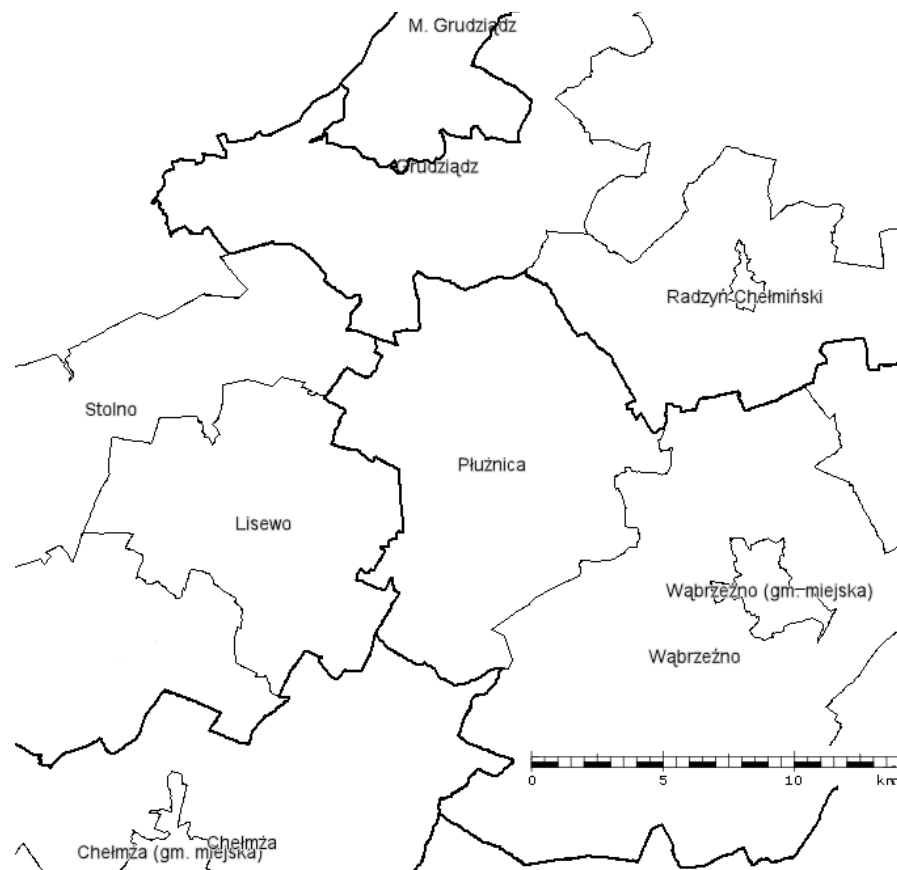 M. Grudziądz
Grudziądz
Radzyń Chełmiński
Stolno
Płużnica
Lisewo
Wąbrzeźno (gm. miejska)
Wąbrzeźno
0 5 10 km
Chełmża
Chełmża (gm. miejska)